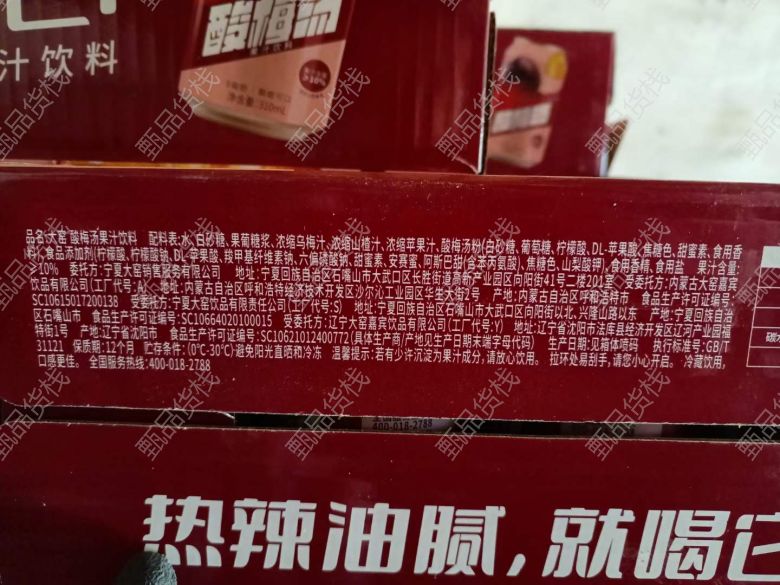 汁饮料
酸梅汤
果汁饮料
净含量:310mL
品名:大窑 酸梅汤果汁饮料 配料表:水、白砂糖、果葡糖浆、浓缩乌梅汁、浓缩山楂汁、浓缩苹果汁、酸梅汤粉(白砂糖、葡萄糖、柠檬酸、DL-苹果酸、焦糖色、甜蜜素、食用香
料)、食品添加剂(柠檬酸、柠檬酸钠、DL-苹果酸、羧甲基纤维素钠、六偏磷酸钠、甜蜜素、安赛蜜、阿斯巴甜(含苯丙氨酸)、焦糖色、山梨酸钾)、食用香精、食用盐 果汁含量:
≥10% 委托方:宁夏大窑销售服务有限公司 地址:宁夏回族自治区石嘴山市大武口区长胜街道高新产业园区向阳街41号二楼201室 受委托方:内蒙古大窑嘉宾
饮品有限公司(工厂代号:A) 地址:内蒙古自治区呼和浩特经济技术开发区沙尔沁工业园区华生大街2号 产地:内蒙古自治区呼和浩特市 食品生产许可证编号:
SC10615017200138 受委托方:宁夏大窑饮品有限责任公司(工厂代号:S) 地址:宁夏回族自治区石嘴山市大武口区向阳街以北,兴隆山路以东 产地:宁夏回族自治
区石嘴山市 食品生产许可证编号:SC10664020100015 受委托方:辽宁大窑嘉宾饮品有限公司(工厂代号:Y) 地址:辽宁省沈阳市法库县经济开发区辽河产业园福
特街1号 产地:辽宁省沈阳市 食品生产许可证编号:SC10621012400772(具体生产商/产地见生产日期末端字母代码) 生产日期:见箱体喷码 执行标准号:GB/T
31121 保质期:12个月 贮存条件:(0℃-30℃)避免阳光直晒和冷冻 温馨提示:若有少许沉淀为果汁成分,请放心饮用。 拉环处易割手,请您小心开启。 冷藏饮用,
口感更佳。 全国服务热线:400-018-2788
400-018-2788
热辣油腻,就喝它
甄品货栈